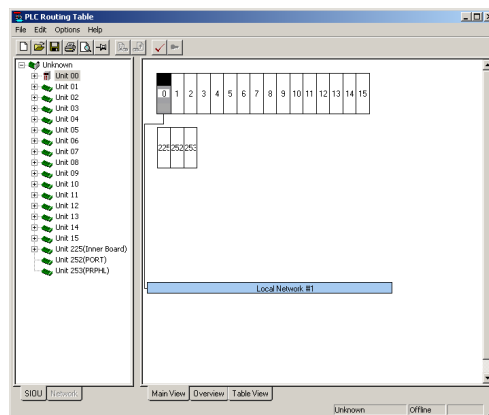 PLC Routing Table
File Edit Options Help
Unknown
Unit 00
Unit 01
Unit 02
Unit 03
Unit 04
Unit 05
Unit 06
Unit 07
Unit 08
Unit 09
Unit 10
Unit 11
Unit 12
Unit 13
Unit 14
Unit 15
Unit 225(Inner Board)
Unit 252(PORT)
Unit 253(PRPHL)
0 1 2 3 4 5 6 7 8 9 10 11 12 13 14 15
225 252 253
Local Network #1
SIOU Network
Main View Overview Table View
Unknown Offline